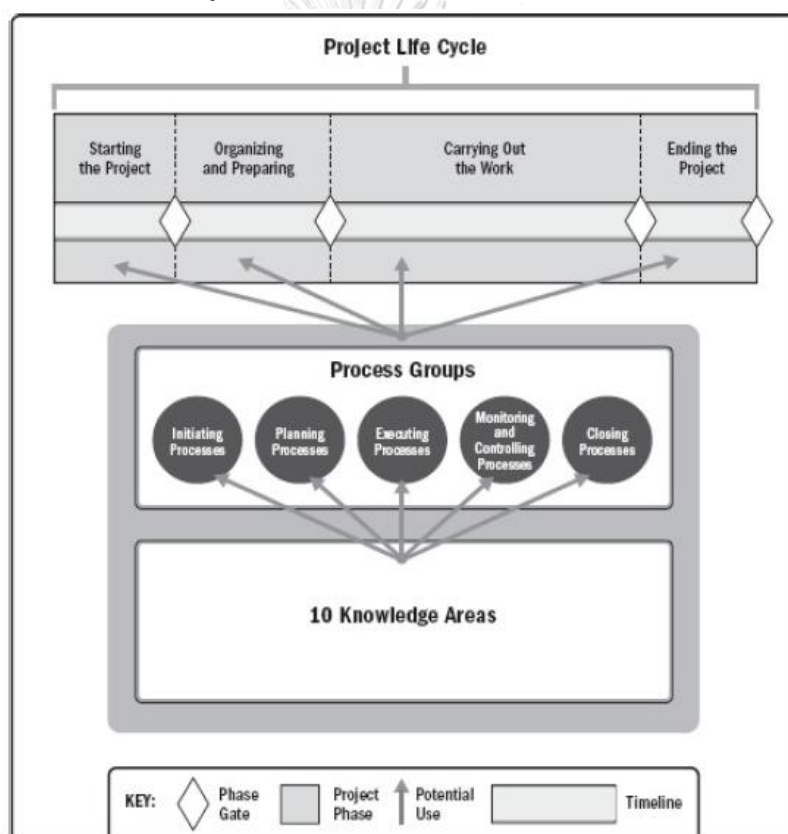 Project Life Cycle
Starting
the Project
Organizing
and Preparing
Carrying Out
the Work
Ending the
Project
Process Groups
Initiating
Processes
Planning
Processes
Executing
Processes
Monitoring
and
Controlling
Processes
Closing
Processes
10 Knowledge Areas
KEY:
Phase
Gate
Project
Phase
Potential
Use
Timeline